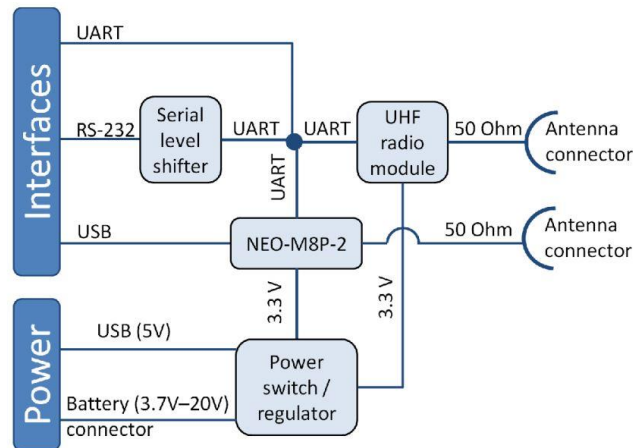 Interfaces
UART
RS-232
Serial
level
shifter
UART
UART
UHF
radio
module
50 Ohm
Antenna
connector
UART
USB
NEO-M8P-2
50 Ohm
Antenna
connector
3.3 V
3.3 V
Power
USB (5V)
Battery (3.7V–20V)
connector
Power
switch /
regulator